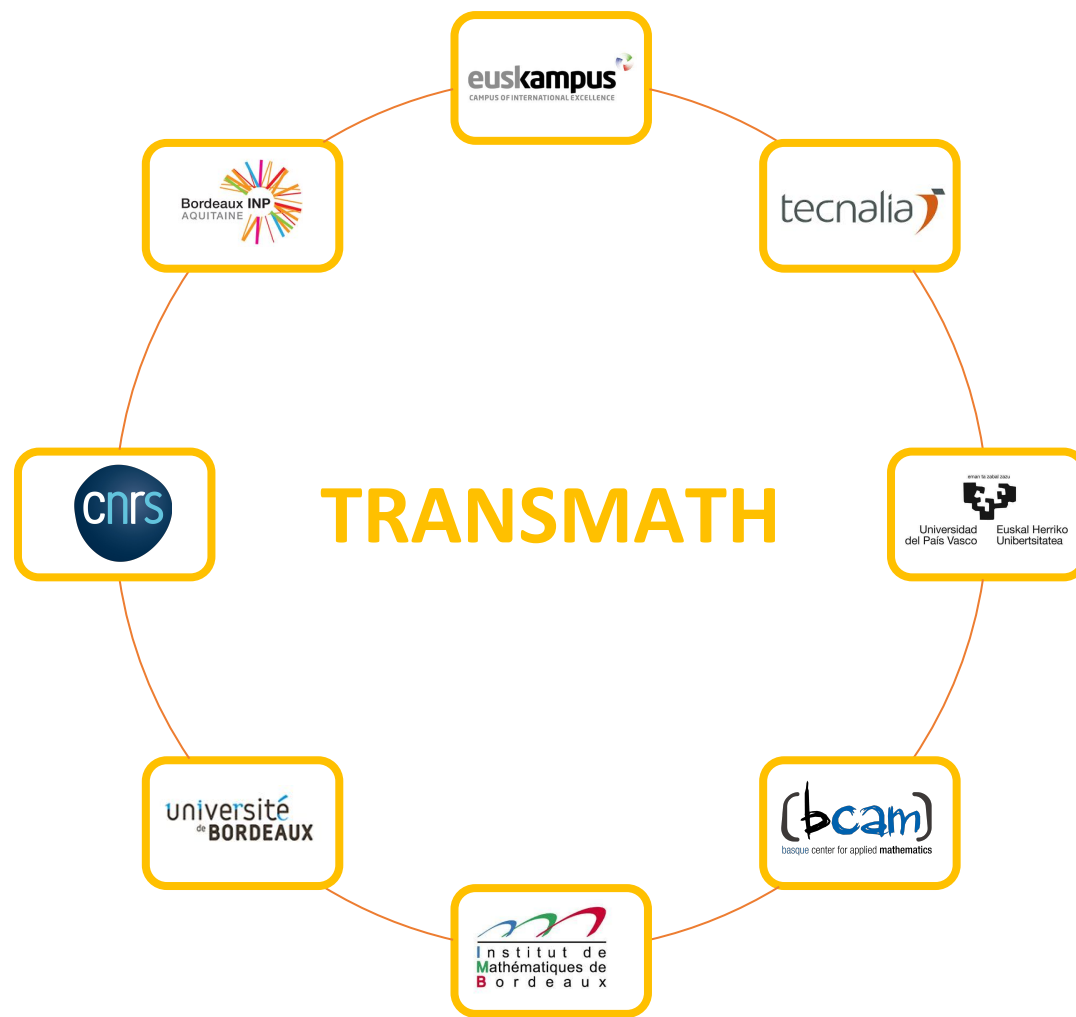 euskampus
CAMPUS OF INTERNATIONAL EXCELLENCE
Bordeaux INP
AQUITAINE
tecnalia
cnrs
TRANSMATH
eman ta zabal zazu
Universidad
del País Vasco
Euskal Herriko
Unibertsitatea
université
de BORDEAUX
(bcam)
basque center for applied mathematics
Institut de
Mathématiques de
Bordeaux